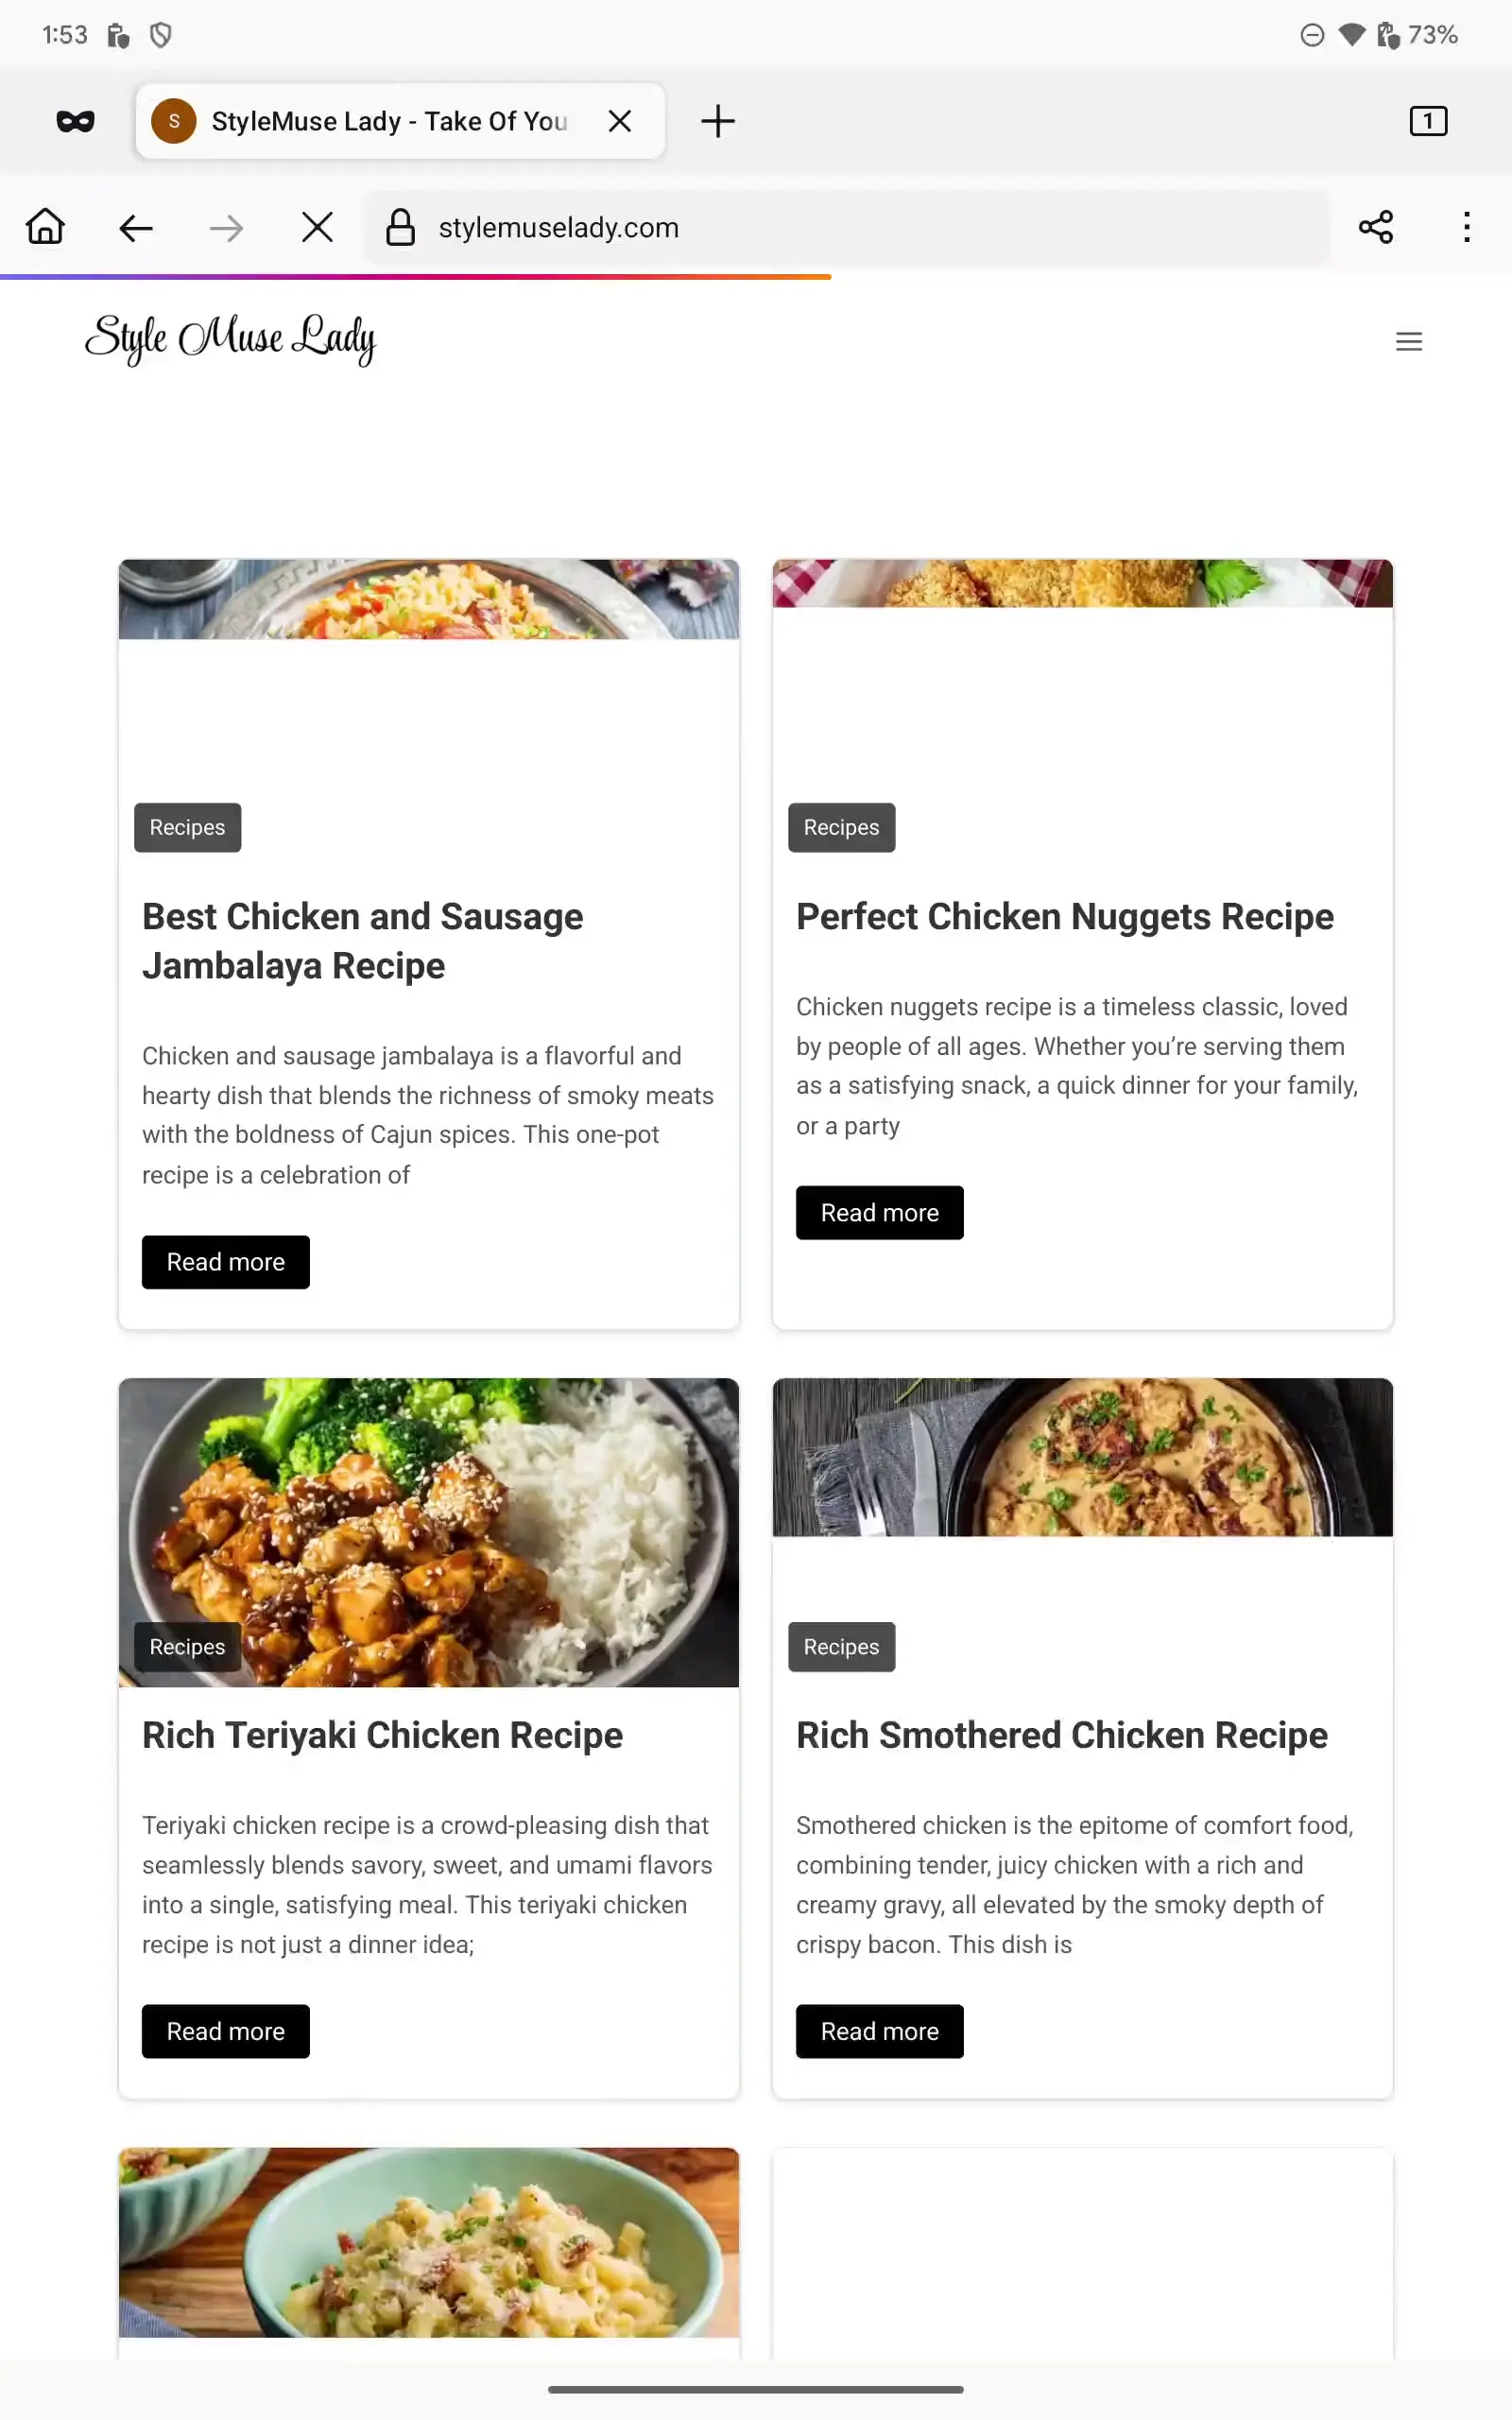 1:53
73%
S
StyleMuse Lady - Take Of You
1
stylemuselady.com
Style Muse Lady
Recipes
Best Chicken and Sausage
Jambalaya Recipe
Chicken and sausage jambalaya is a flavorful and
hearty dish that blends the richness of smoky meats
with the boldness of Cajun spices. This one-pot
recipe is a celebration of
Read more
Recipes
Perfect Chicken Nuggets Recipe
Chicken nuggets recipe is a timeless classic, loved
by people of all ages. Whether you’re serving them
as a satisfying snack, a quick dinner for your family,
or a party
Read more
Recipes
Rich Teriyaki Chicken Recipe
Teriyaki chicken recipe is a crowd-pleasing dish that
seamlessly blends savory, sweet, and umami flavors
into a single, satisfying meal. This teriyaki chicken
recipe is not just a dinner idea;
Read more
Recipes
Rich Smothered Chicken Recipe
Smothered chicken is the epitome of comfort food,
combining tender, juicy chicken with a rich and
creamy gravy, all elevated by the smoky depth of
crispy bacon. This dish is
Read more